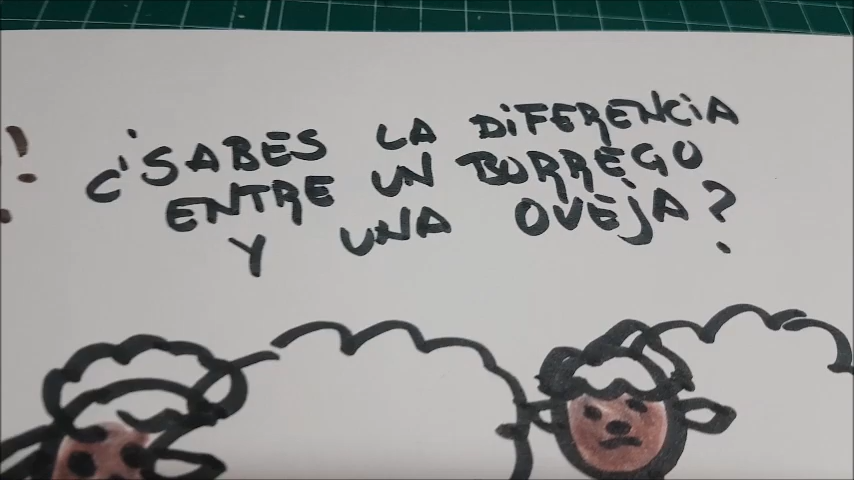 ¿SABES LA DIFERENCIA
ENTRE UN BORREGO
Y UNA OVEJA?